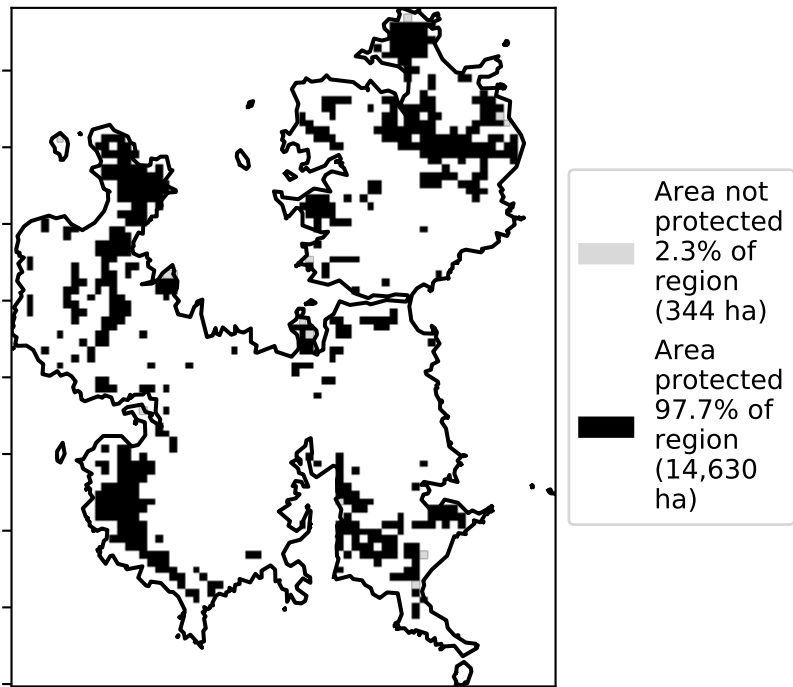 Area not
protected
2.3% of
region
(344 ha)
Area
protected
97.7% of
region
(14,630
ha)